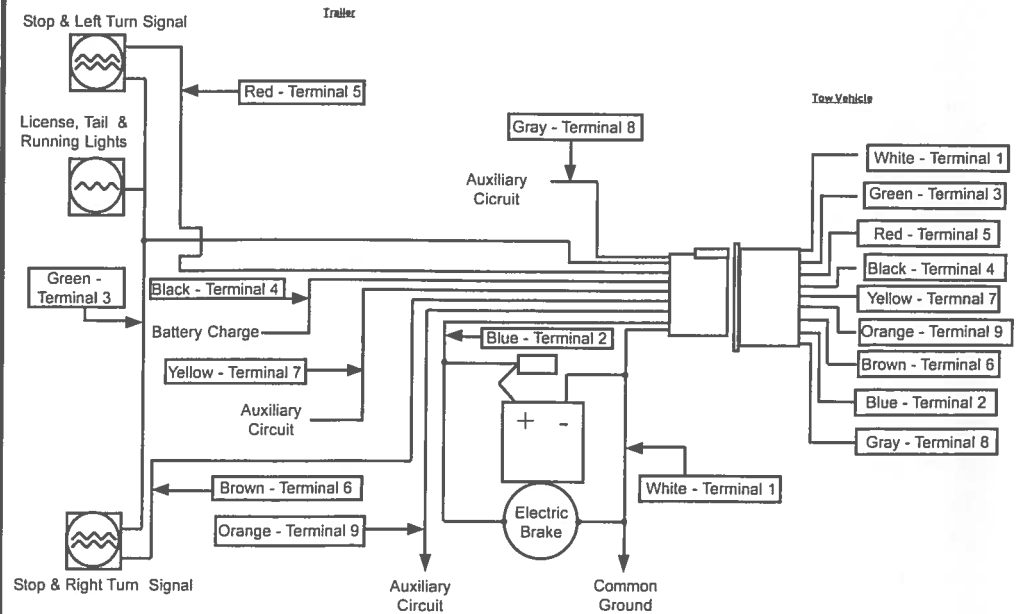 Trailer
Stop & Left Turn Signal
Red - Terminal 5
Tow Vehicle
License, Tail &
Running Lights
Gray - Terminal 8
Auxiliary
Cicruit
White - Terminal 1
Green - Terminal 3
Red - Terminal 5
Black - Terminal 4
Yellow - Termnal 7
Orange - Terminal 9
Brown - Terminal 6
Blue - Terminal 2
Gray - Terminal 8
Green -
Terminal 3
Black - Terminal 4
Battery Charge
Blue - Terminal 2
Yellow - Terminal 7
Auxiliary
Circuit
+ -
Brown - Terminal 6
White - Terminal 1
Orange - Terminal 9
Electric
Brake
Stop & Right Turn Signal
Auxiliary
Circuit
Common
Ground